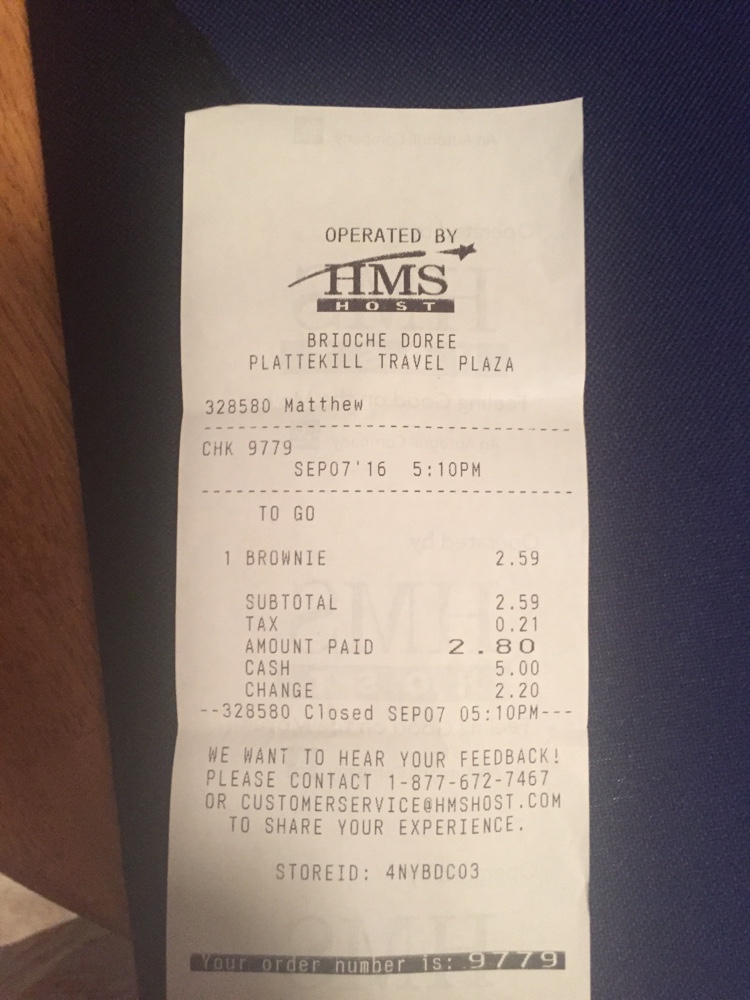 OPERATED BY
HMS
HOST
BRIOCHE DOREE
PLATTEKILL TRAVEL PLAZA
328580 Matthew
CHK 9779
SEP07'16 5:10PM
TO GO
1 BROWNIE 2.59
SUBTOTAL 2.59
TAX 0.21
AMOUNT PAID 2.80
CASH 5.00
CHANGE 2.20
--328580 Closed SEP07 05:10PM---
WE WANT TO HEAR YOUR FEEDBACK!
PLEASE CONTACT 1-877-672-7467
OR CUSTOMERSERVICE@HMSHOST.COM
TO SHARE YOUR EXPERIENCE.
STOREID: 4NYBDC03
Your order number is: 9779